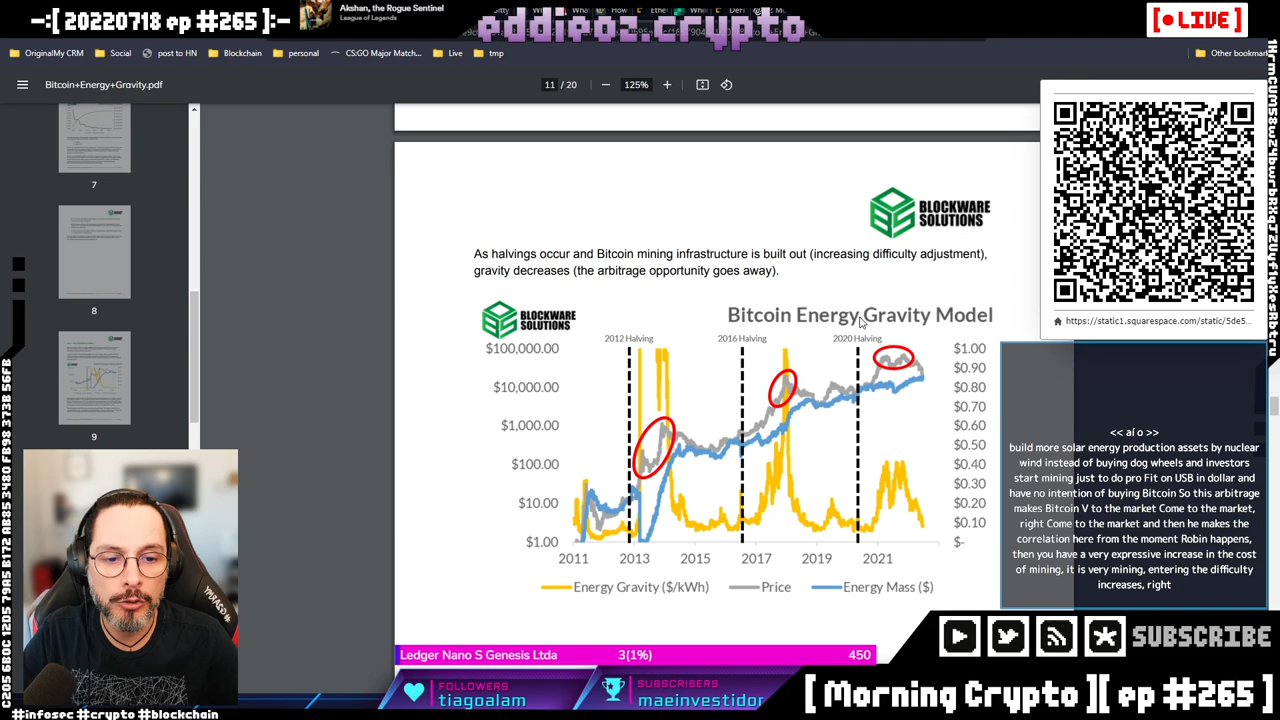 -:[ 20220718 ep #265 ]:-
Akshan, the Rogue Sentinel
League of Legends
eddieoz.crypto
[ LIVE ]
OriginalMy CRM
Social
post to HN
Blockchain
personal
CS:GO Major Match...
Live
tmp
Other bookmar
Bitcoin+Energy+Gravity.pdf
11 / 20
125%
7
8
9
BLOCKWARE
SOLUTIONS
As halvings occur and Bitcoin mining infrastructure is built out (increasing difficulty adjustment),
gravity decreases (the arbitrage opportunity goes away).
BLOCKWARE
SOLUTIONS
Bitcoin Energy Gravity Model
2012 Halving
2016 Halving
2020 Halving
$100,000.00
$10,000.00
$1,000.00
$100.00
$10.00
$1.00
$1.00
$0.90
$0.80
$0.70
$0.60
$0.50
$0.40
$0.30
$0.20
$0.10
$-
2011
2013
2015
2017
2019
2021
Energy Gravity ($/kWh)
Price
Energy Mass ($)
https://static1.squarespace.com/static/5de5...
<< aí o >>
build more solar energy production assets by nuclear
wind instead of buying dog wheels and investors
start mining just to do pro Fit on USB in dollar and
have no intention of buying Bitcoin So this arbitrage
makes Bitcoin V to the market Come to the market,
right Come to the market and then he makes the
correlation here from the moment Robin happens,
then you have a very expressive increase in the cost
of mining, it is very mining, entering the difficulty
increases, right
Ledger Nano S Genesis Ltda
3(1%)
450
FOLLOWERS
tiagoalam
SUBSCRIBERS
maeinvestidor
SUBSCRIBE
[ Morning Crypto ][ ep #265 ]
infosec #crypto #blockchain